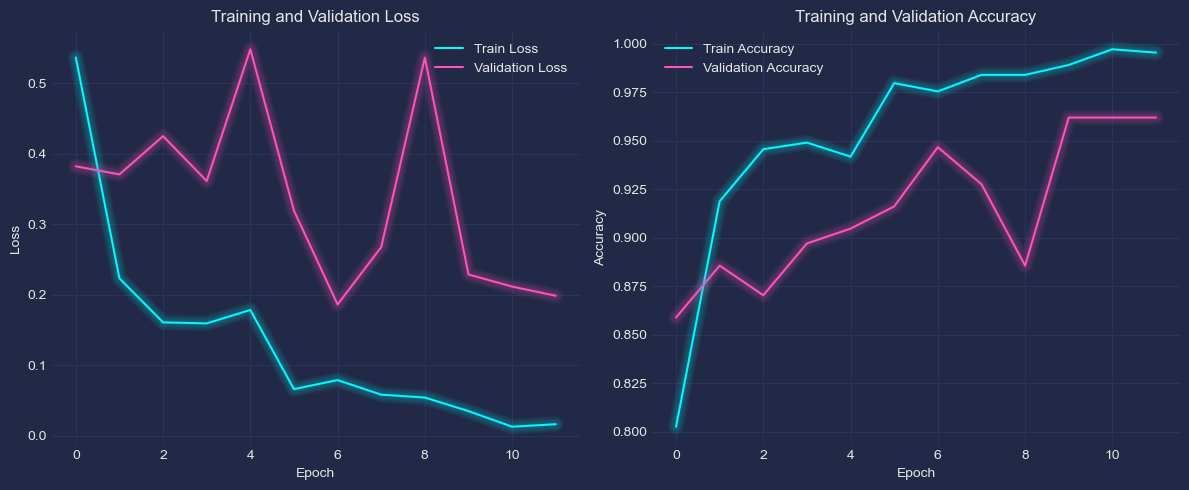 Training and Validation Loss
Train Loss
Validation Loss
0.5
0.4
0.3
0.2
0.1
0.0
Loss
0 2 4 6 8 10
Epoch
Training and Validation Accuracy
Train Accuracy
Validation Accuracy
1.000
0.975
0.950
0.925
0.900
0.875
0.850
0.825
0.800
Accuracy
0 2 4 6 8 10
Epoch